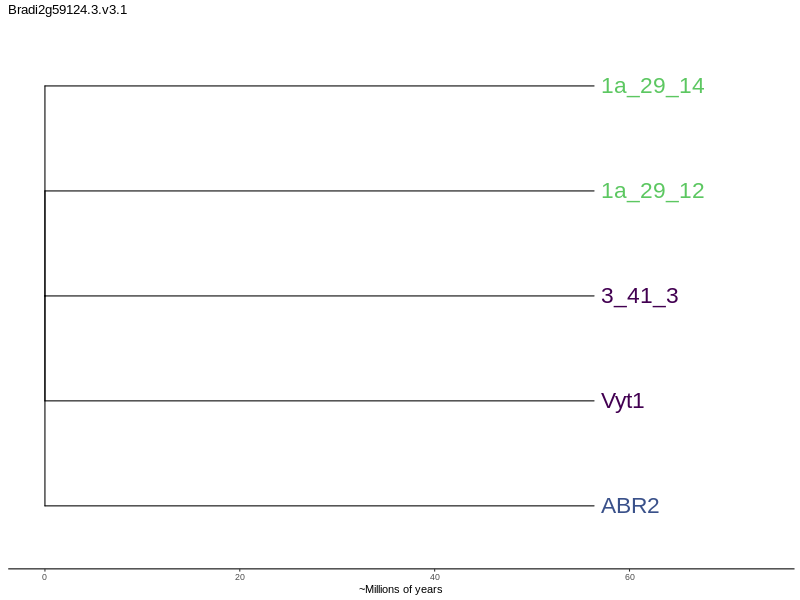 Bradi2g59124.3.v3.1
1a_29_14
1a_29_12
3_41_3
Vyt1
ABR2
0 20 40 60
~Millions of years